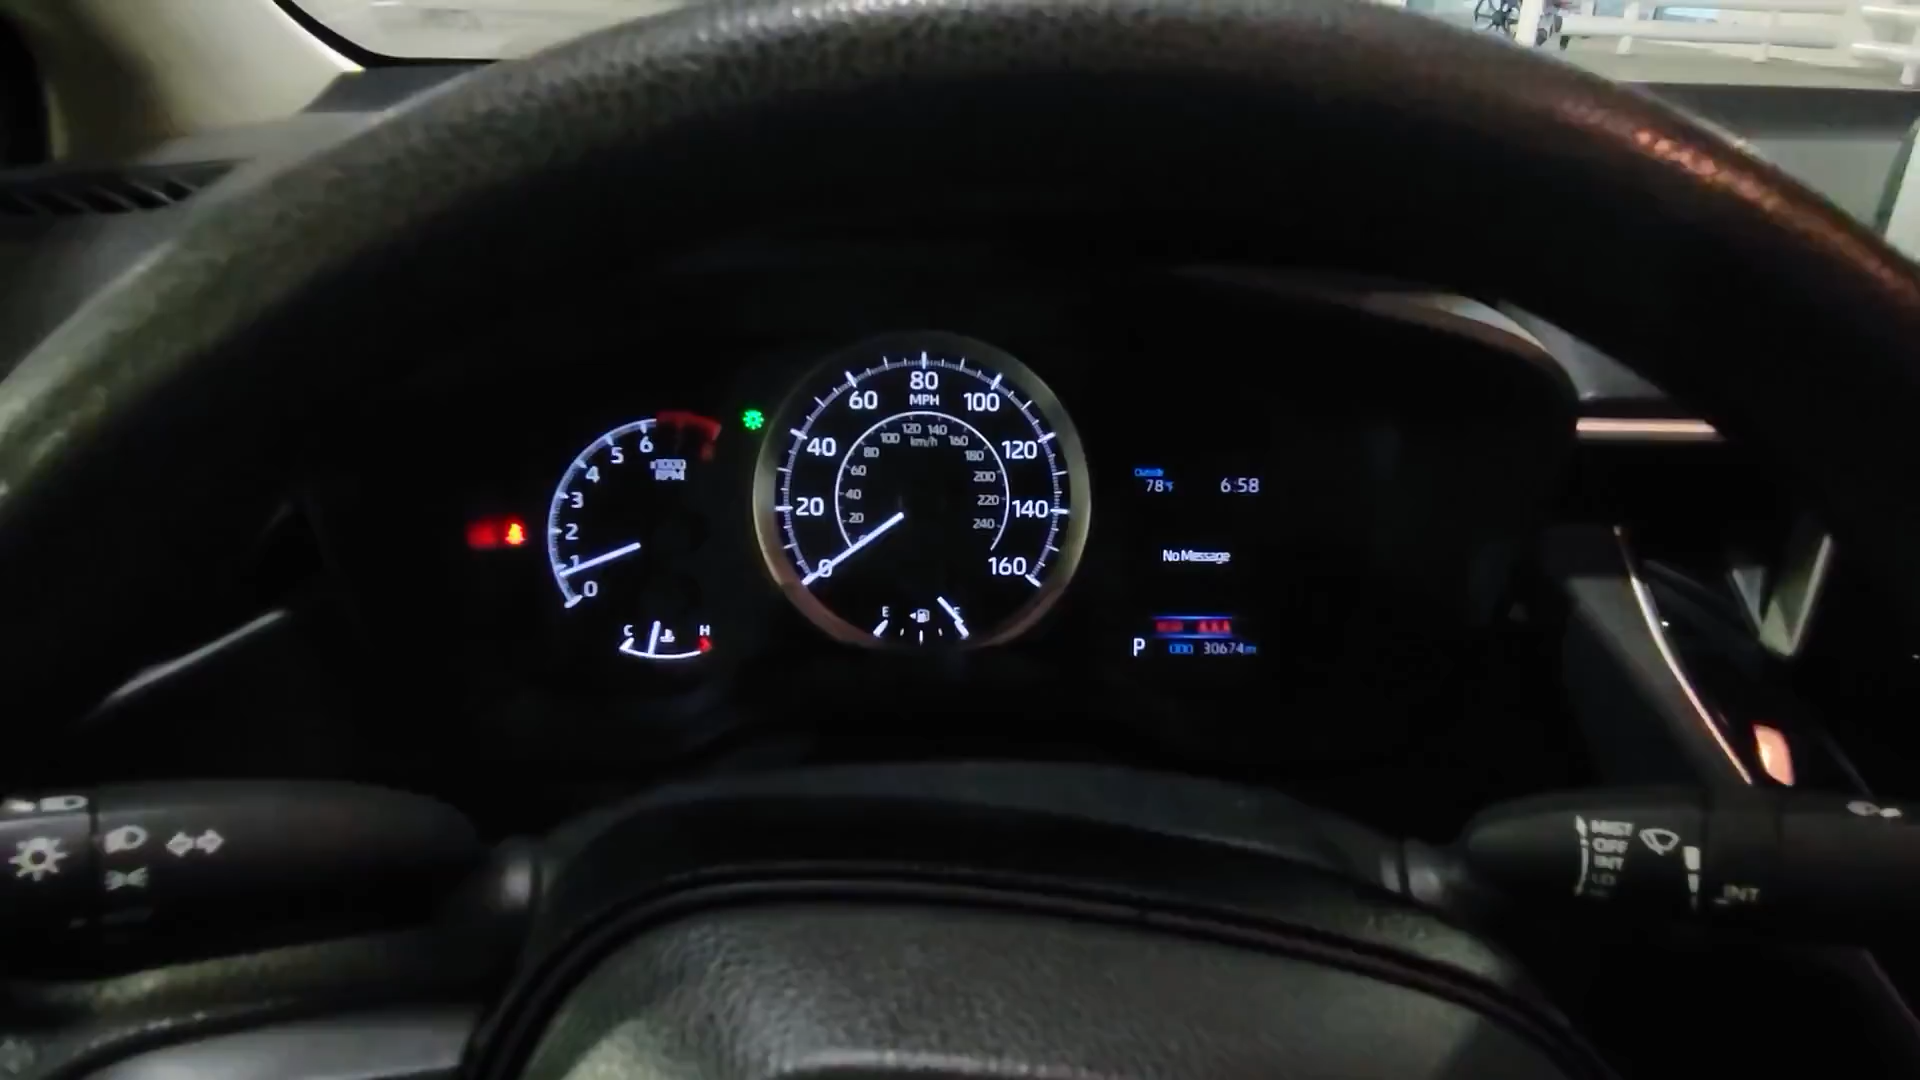 6
5
4
3
2
1
0
x1000
RPM
C
H
80
MPH
60
100
40
120
20
140
0
160
120 140
100
km/h
160
80
180
60
200
40
220
20
240
E
F
Outside
78°F
6:58
No Message
P
ODO 30674 m
MIST
OFF
INT
LO
INT